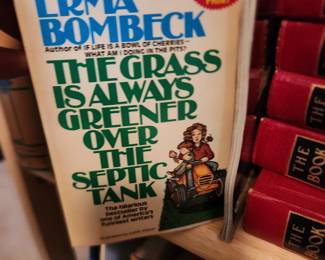 ERMA
BOMBECK
Author of IF LIFE IS A BOWL OF CHERRIES—
WHAT AM I DOING IN THE PITS?
THE GRASS
IS ALWAYS
GREENER
OVER
THE
SEPTIC
TANK
The hilarious
bestseller by
one of America's
funniest writers
THE
BOOK
THE
BOOK